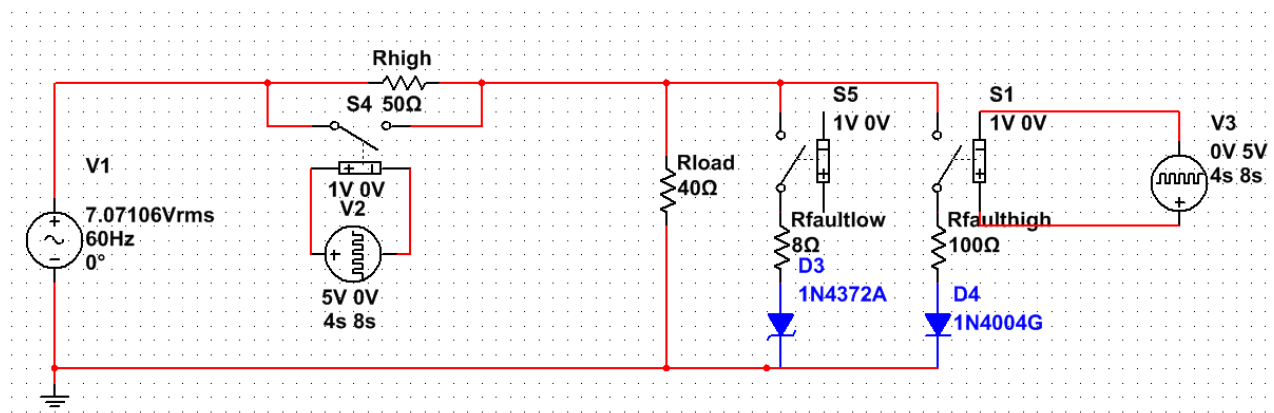 Rhigh
S4 50Ω
1V 0V
V2
5V 0V
4s 8s
V1
7.07106Vrms
60Hz
0°
Rload
40Ω
S5
1V 0V
Rfaultlow
8Ω
D3
1N4372A
S1
1V 0V
Rfaulthigh
100Ω
D4
1N4004G
V3
0V 5V
4s 8s